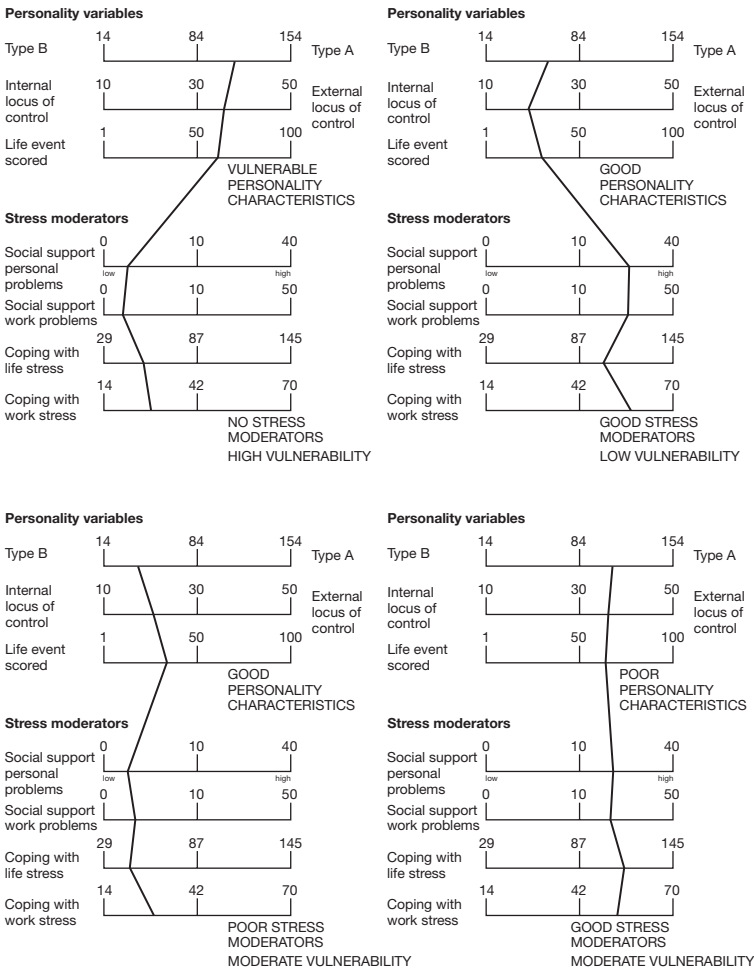 Personality variables
14 84 154
Type B Type A
10 30 50
Internal
locus of
control
External
locus of
control
1 50 100
Life event
scored
VULNERABLE
PERSONALITY
CHARACTERISTICS
Stress moderators
0 10 40
Social support
personal
problems
low high
0 10 50
Social support
work problems
29 87 145
Coping with
life stress
14 42 70
Coping with
work stress
NO STRESS
MODERATORS
HIGH VULNERABILITY
Personality variables
14 84 154
Type B Type A
10 30 50
Internal
locus of
control
External
locus of
control
1 50 100
Life event
scored
GOOD
PERSONALITY
CHARACTERISTICS
Stress moderators
0 10 40
Social support
personal
problems
low high
0 10 50
Social support
work problems
29 87 145
Coping with
life stress
14 42 70
Coping with
work stress
GOOD STRESS
MODERATORS
LOW VULNERABILITY
Personality variables
14 84 154
Type B Type A
10 30 50
Internal
locus of
control
External
locus of
control
1 50 100
Life event
scored
GOOD
PERSONALITY
CHARACTERISTICS
Stress moderators
0 10 40
Social support
personal
problems
low high
0 10 50
Social support
work problems
29 87 145
Coping with
life stress
14 42 70
Coping with
work stress
POOR STRESS
MODERATORS
MODERATE VULNERABILITY
Personality variables
14 84 154
Type B Type A
10 30 50
Internal
locus of
control
External
locus of
control
1 50 100
Life event
scored
POOR
PERSONALITY
CHARACTERISTICS
Stress moderators
0 10 40
Social support
personal
problems
low high
0 10 50
Social support
work problems
29 87 145
Coping with
life stress
14 42 70
Coping with
work stress
GOOD STRESS
MODERATORS
MODERATE VULNERABILITY